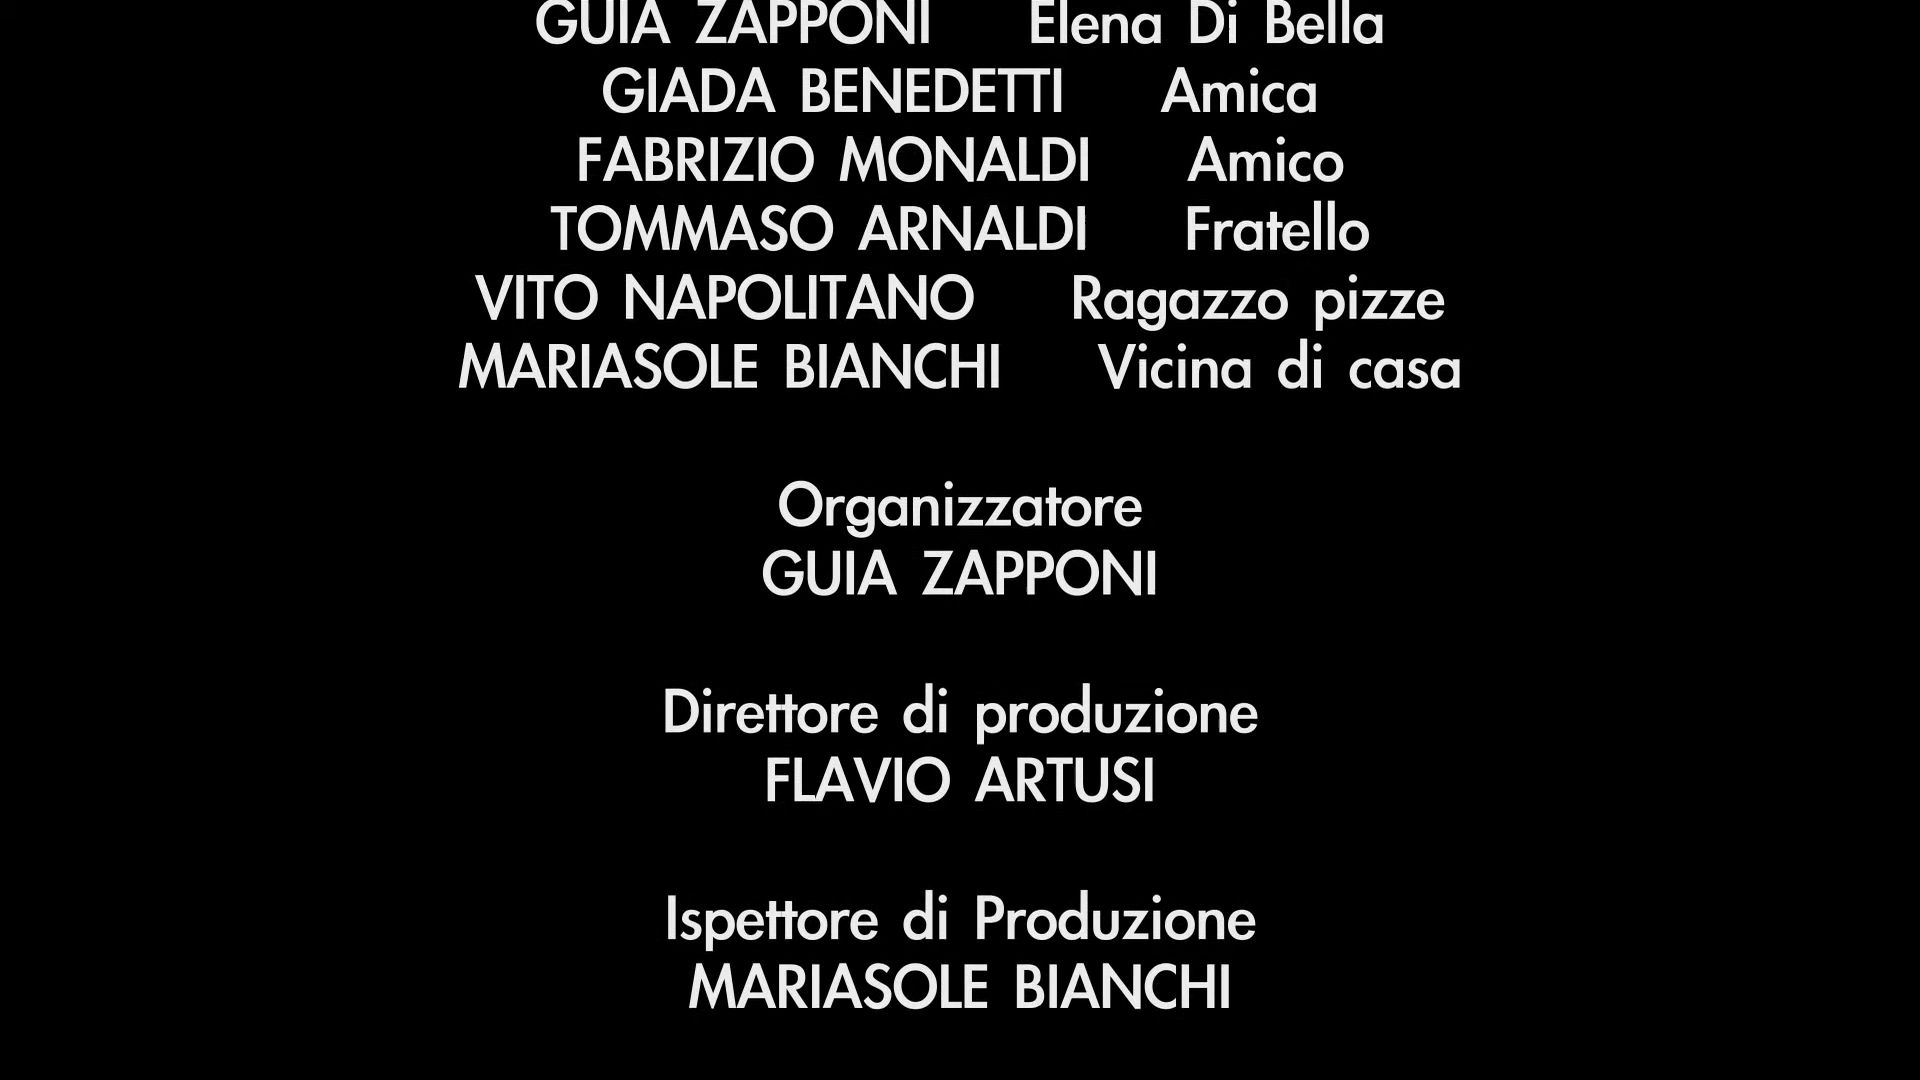 GUIA ZAPPONI Elena Di Bella
GIADA BENEDETTI Amica
FABRIZIO MONALDI Amico
TOMMASO ARNALDI Fratello
VITO NAPOLITANO Ragazzo pizze
MARIASOLE BIANCHI Vicina di casa
Organizzatore
GUIA ZAPPONI
Direttore di produzione
FLAVIO ARTUSI
Ispettore di Produzione
MARIASOLE BIANCHI